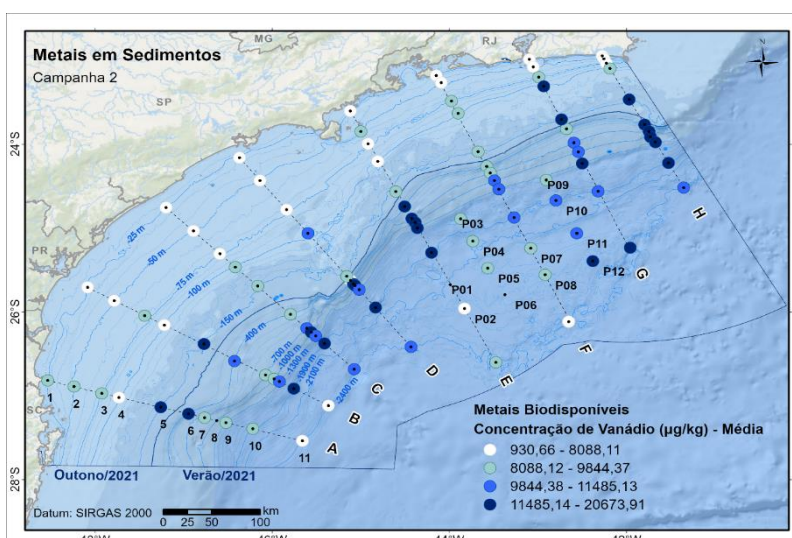 Metais em Sedimentos
Campanha 2
MG
RJ
SP
PR
SC
24°S
26°S
28°S
-25 m
-50 m
-75 m
-100 m
-150 m
-400 m
-700 m
-1000 m
-1300 m
-1900 m
-2100 m
-2400 m
P09
P10
P03
P11
P04
P07
P12
P05
P08
P01
P06
P02
H
G
F
E
D
C
B
A
1
2
3
4
5
6
7
8
9
10
11
Outono/2021
Verão/2021
Metais Biodisponíveis
Concentração de Vanádio (µg/kg) - Média
930,66 - 8088,11
8088,12 - 9844,37
9844,38 - 11485,13
11485,14 - 20673,91
Datum: SIRGAS 2000
0 25 50 100
km